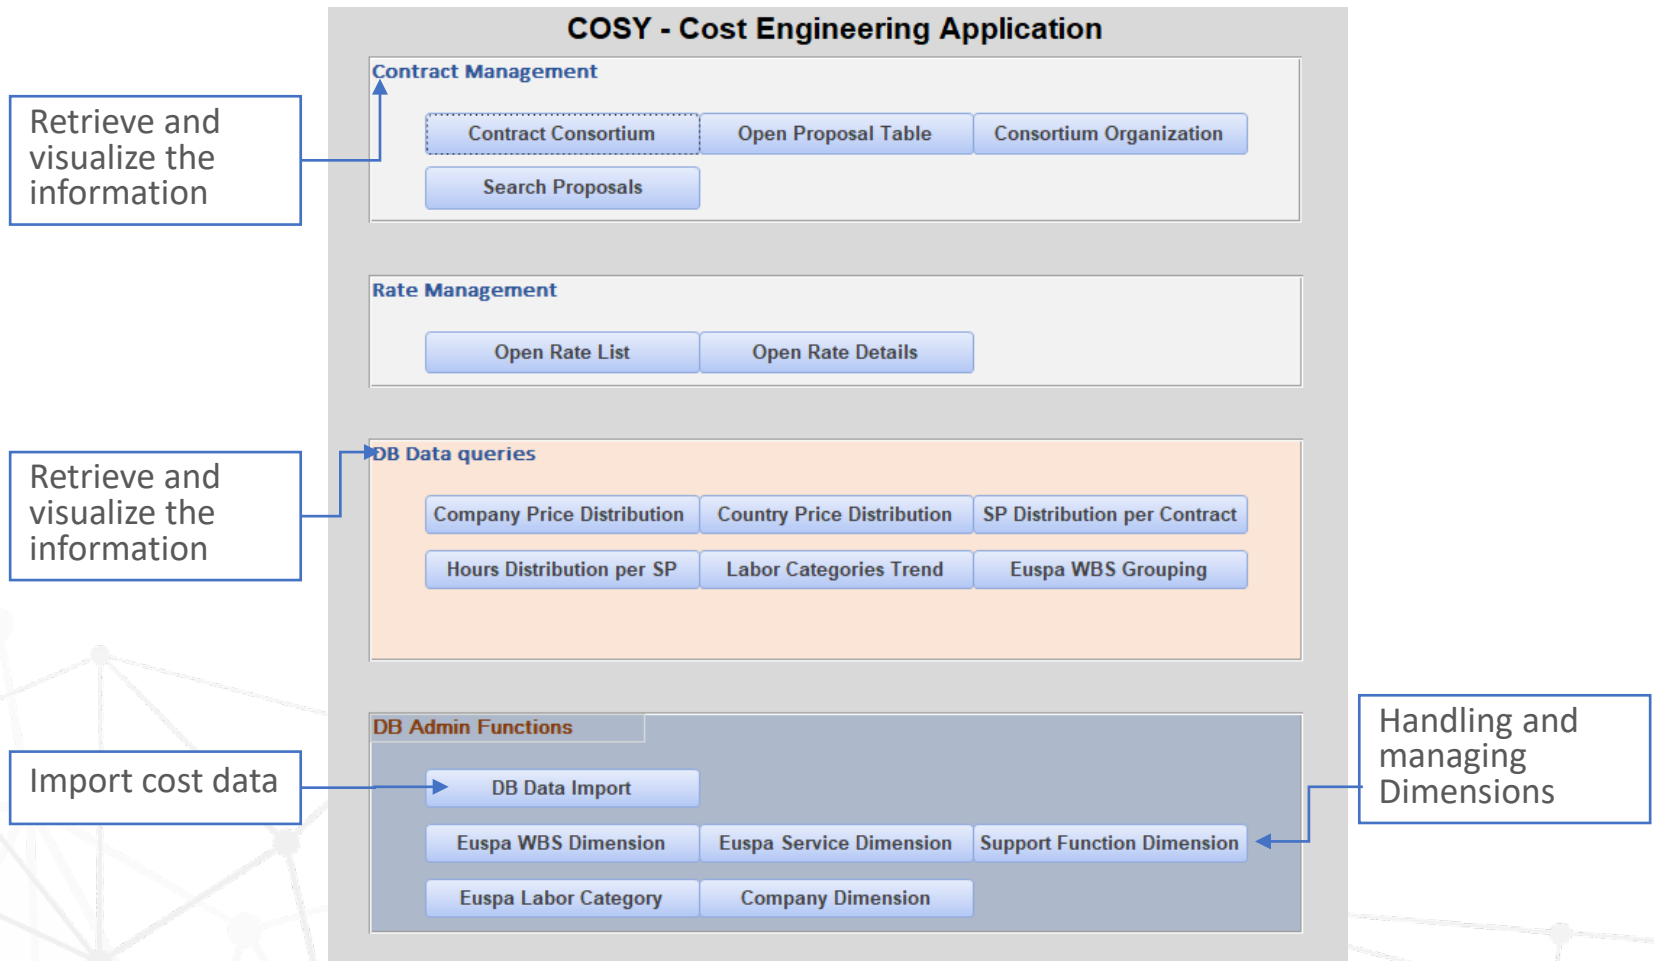 COSY - Cost Engineering Application
Contract Management
Retrieve and
visualize the
information
Contract Consortium
Open Proposal Table
Consortium Organization
Search Proposals
Rate Management
Open Rate List
Open Rate Details
DB Data queries
Retrieve and
visualize the
information
Company Price Distribution
Country Price Distribution
SP Distribution per Contract
Hours Distribution per SP
Labor Categories Trend
Euspa WBS Grouping
DB Admin Functions
Import cost data
DB Data Import
Handling and
managing
Dimensions
Euspa WBS Dimension
Euspa Service Dimension
Support Function Dimension
Euspa Labor Category
Company Dimension